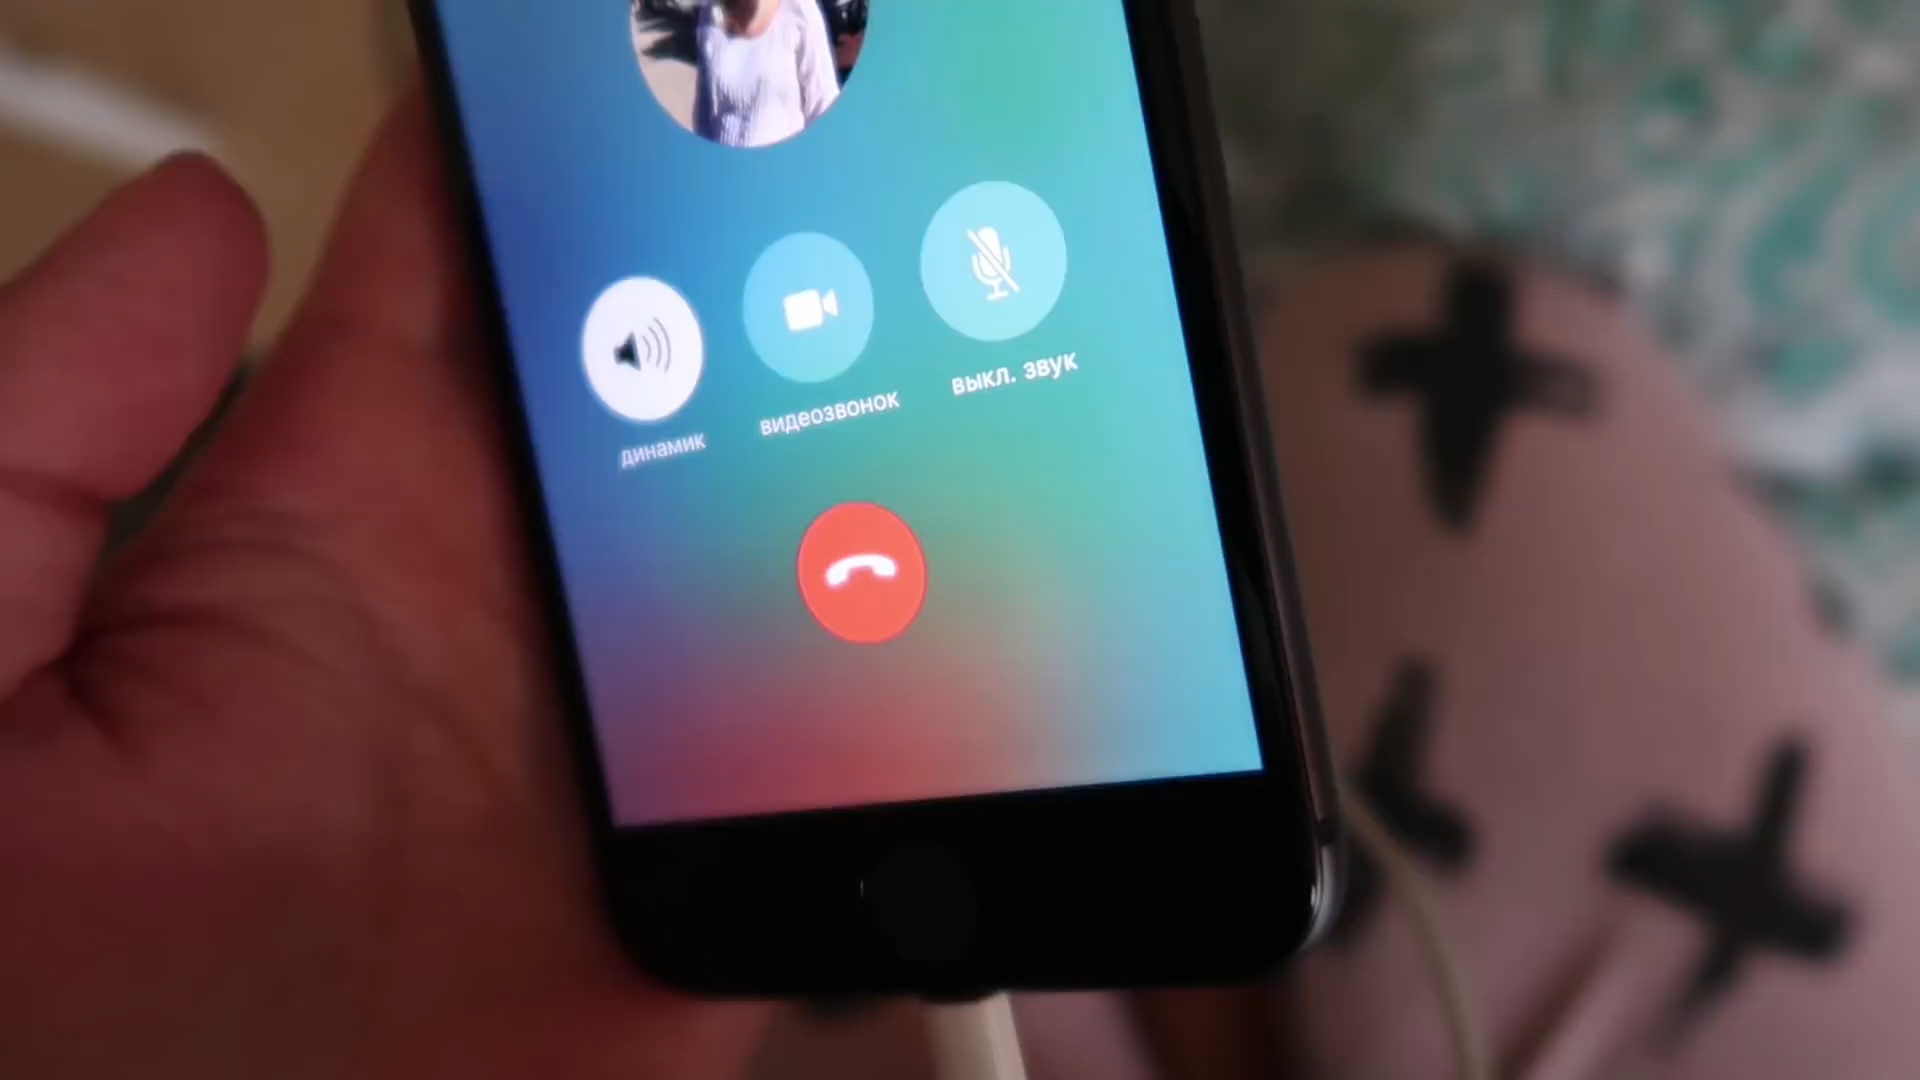 динамик
видеозвонок
выкл. звук